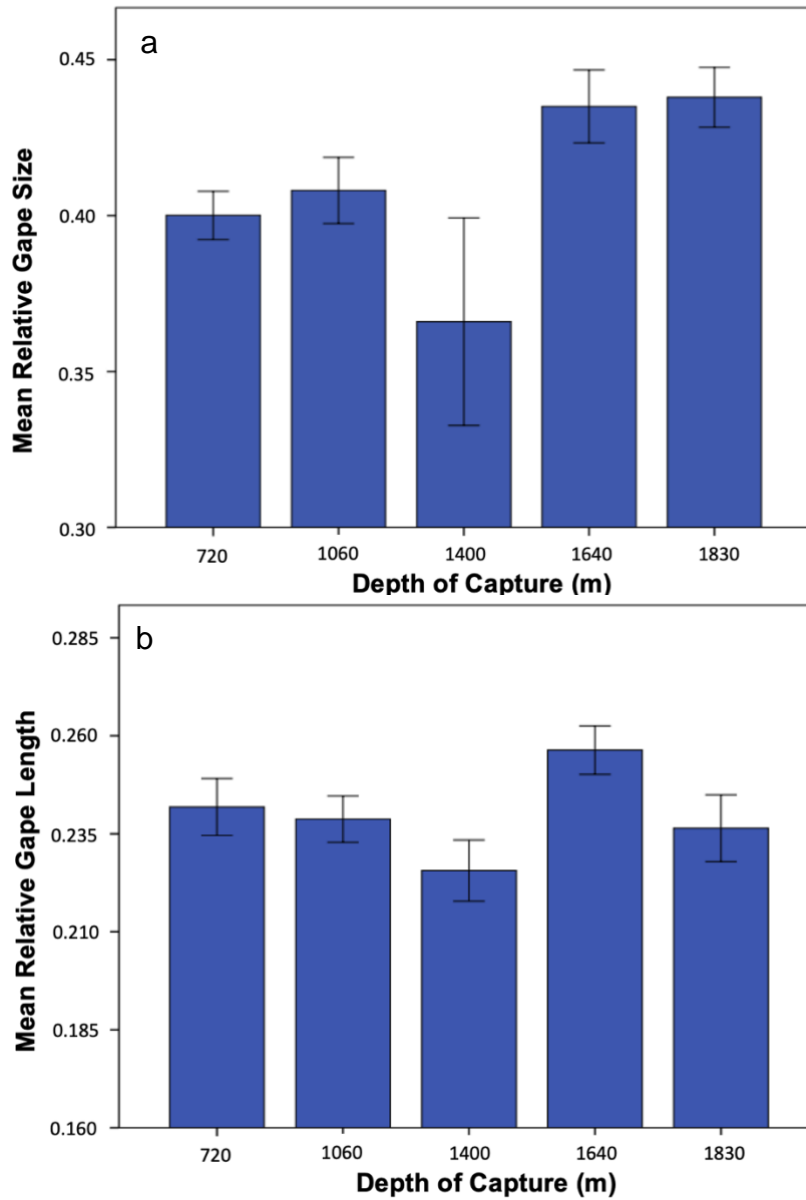 a
Mean Relative Gape Size
0.45
0.40
0.35
0.30
720 1060 1400 1640 1830
Depth of Capture (m)
b
Mean Relative Gape Length
0.285
0.260
0.235
0.210
0.185
0.160
720 1060 1400 1640 1830
Depth of Capture (m)